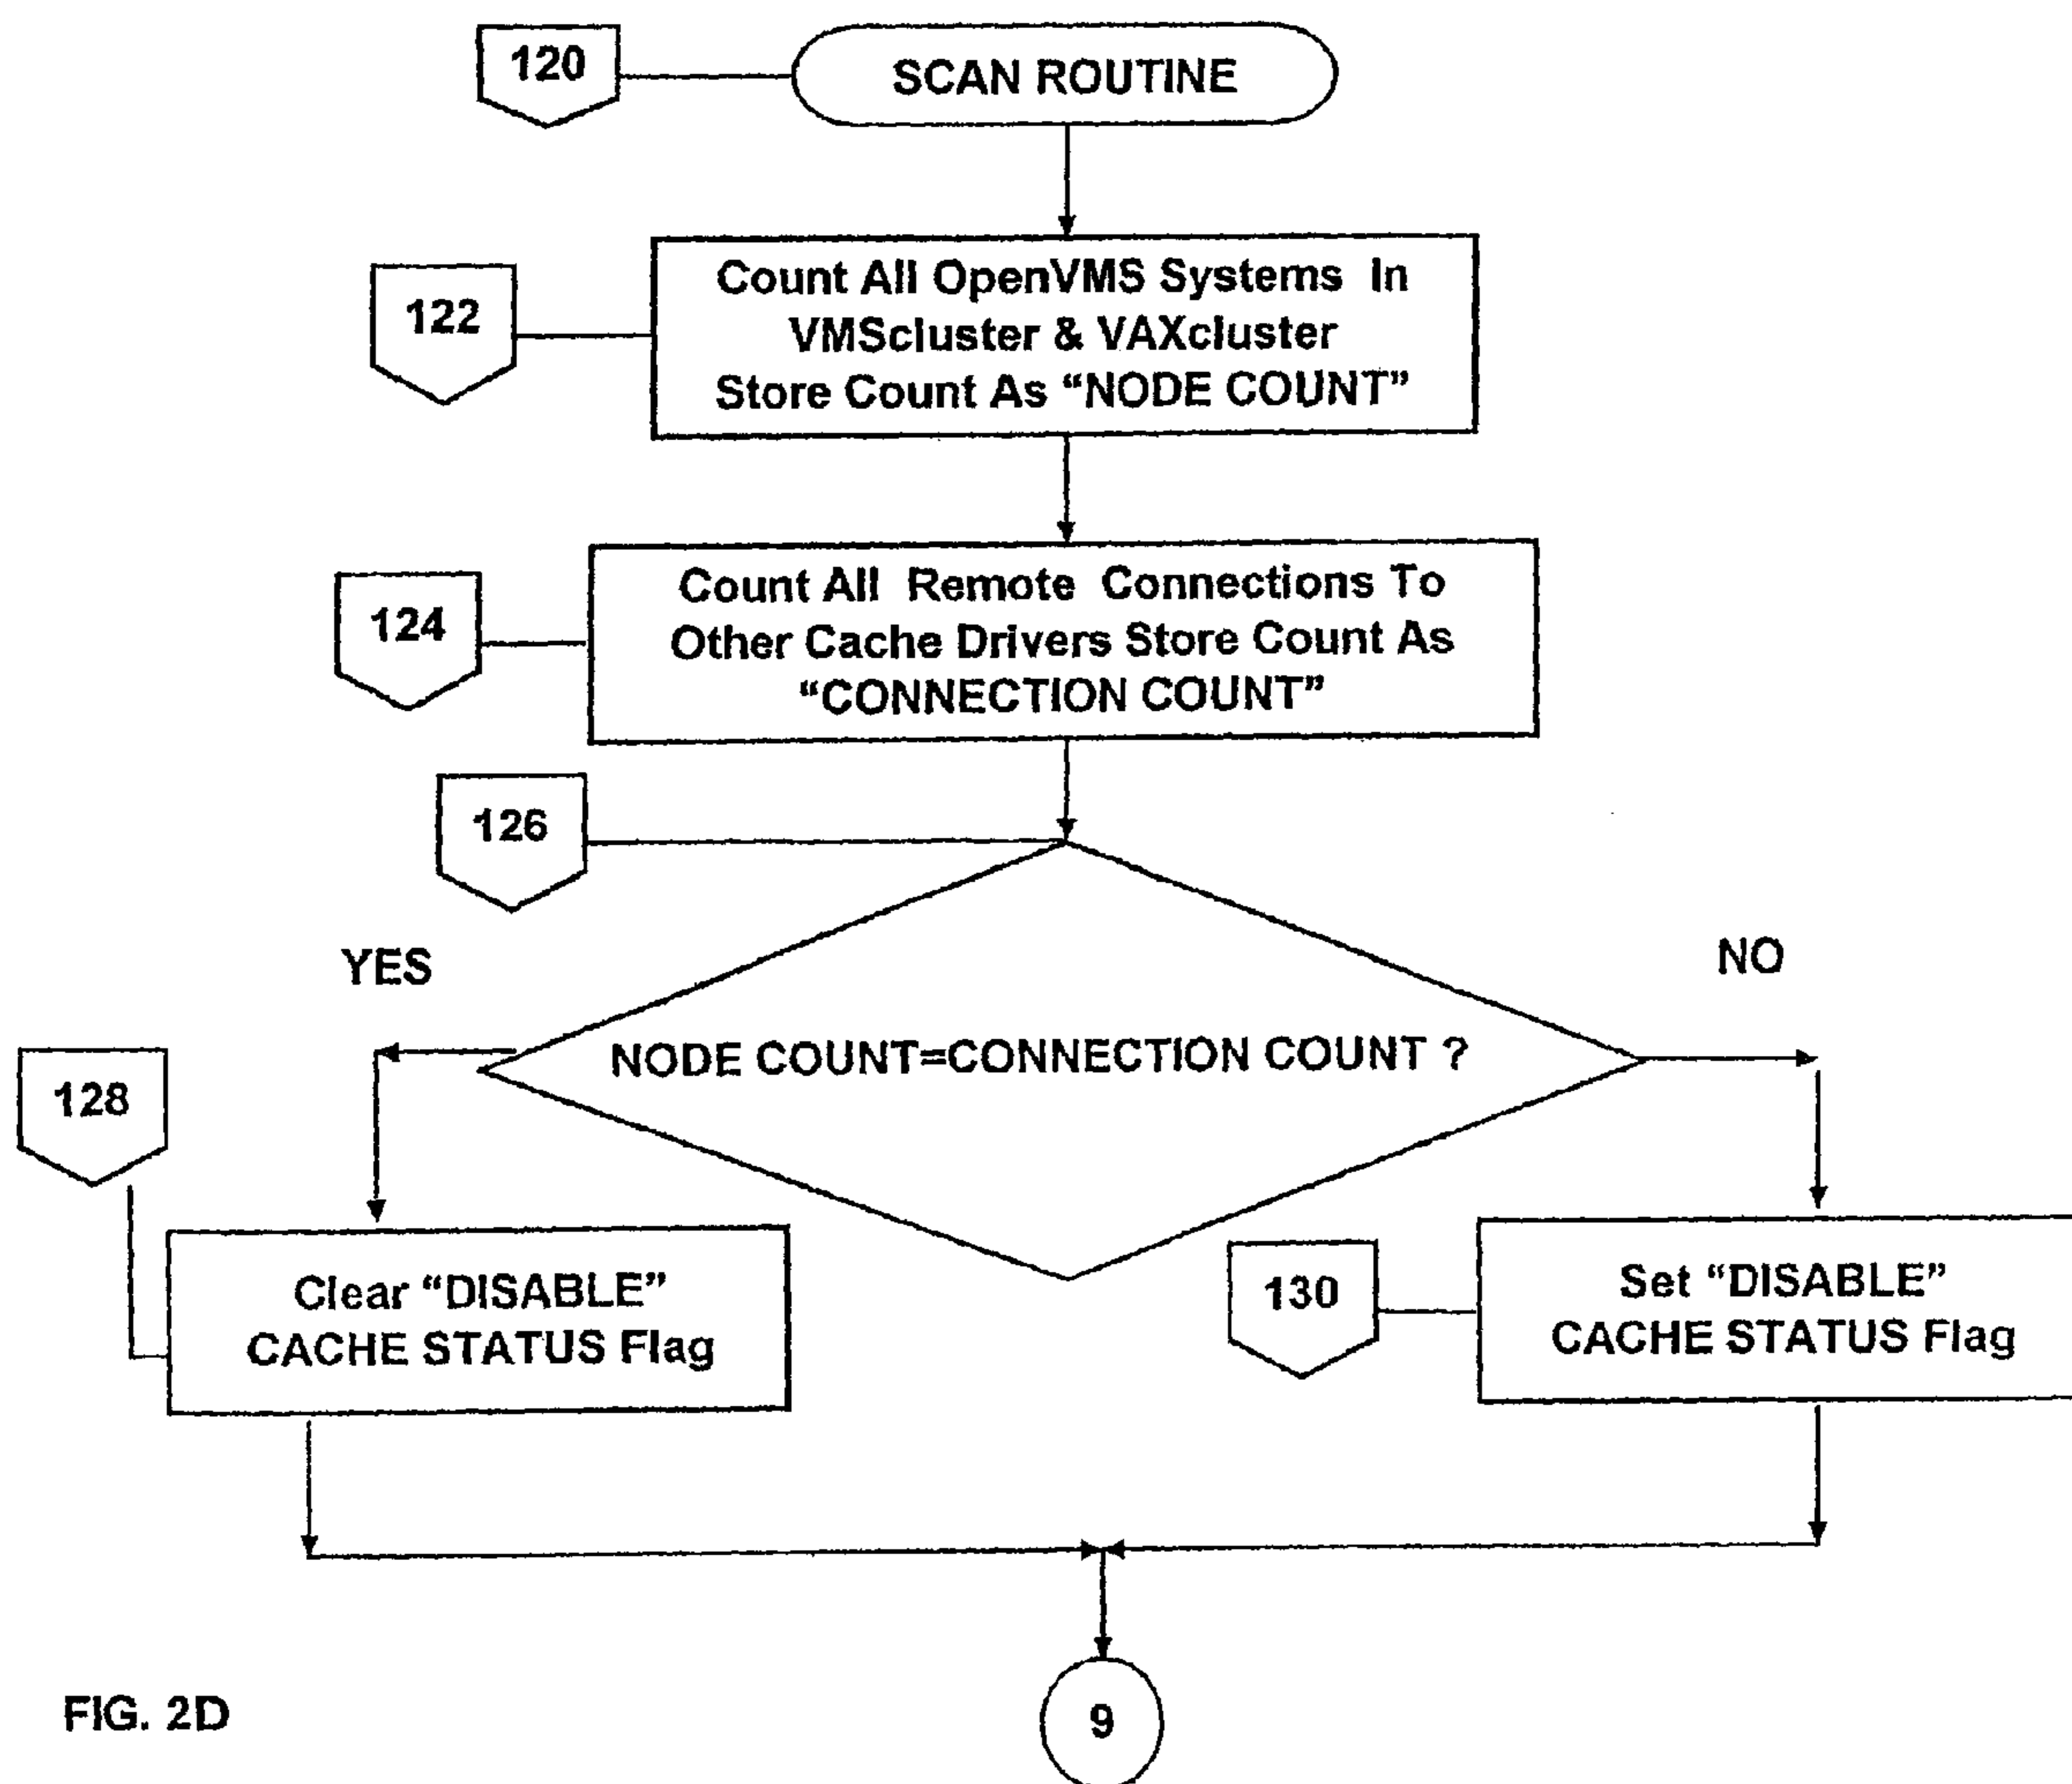 120
SCAN ROUTINE
122
Count All OpenVMS Systems In
VMScluster & VAXcluster
Store Count As “NODE COUNT”
124
Count All Remote Connections To
Other Cache Drivers Store Count As
“CONNECTION COUNT”
126
YES
NO
NODE COUNT=CONNECTION COUNT ?
128
Clear “DISABLE”
CACHE STATUS Flag
130
Set “DISABLE”
CACHE STATUS Flag
9
FIG. 2D